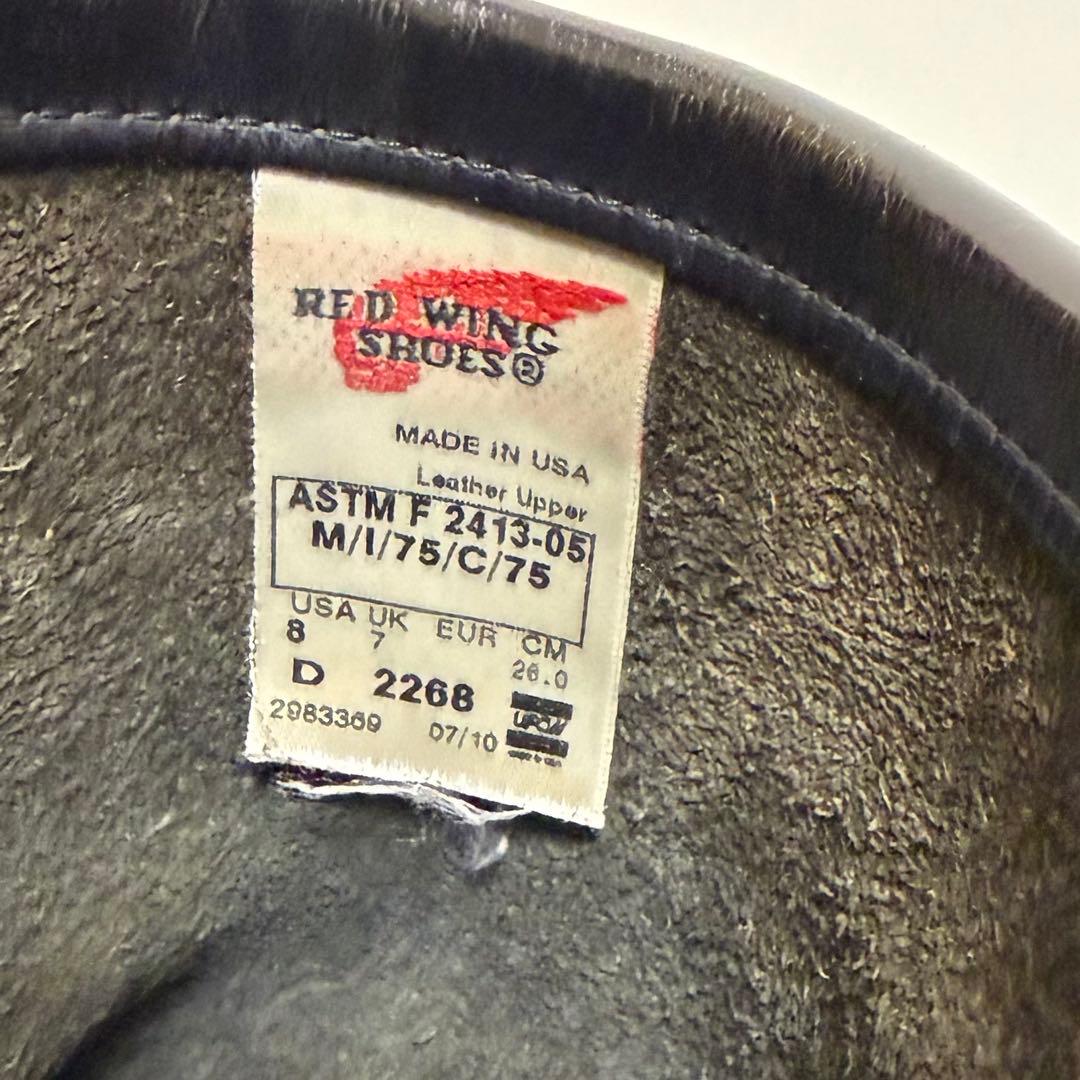 RED WING
SHOES®
MADE IN USA
Leather Upper
ASTM F 2413-05
M/I/75/C/75
USA UK EUR CM
8 7 26.0
D 2268
2983369 07/10